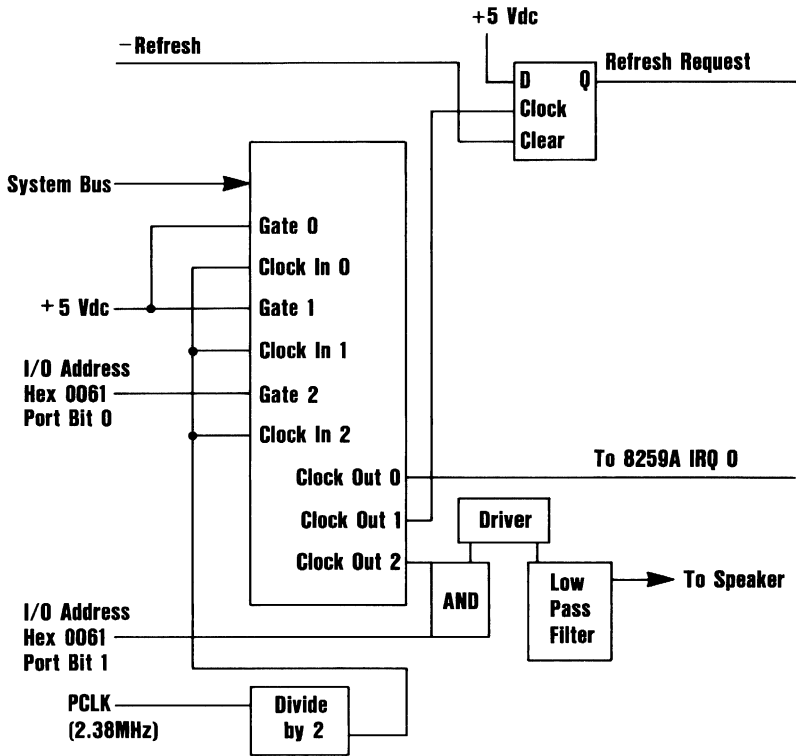 +5 Vdc
–Refresh
Refresh Request
D Q
Clock
Clear
System Bus
Gate 0
Clock In 0
+5 Vdc
Gate 1
Clock In 1
I/O Address
Hex 0061
Port Bit 0
Gate 2
Clock In 2
To 8259A IRQ 0
Clock Out 0
Clock Out 1
Driver
Clock Out 2
AND
Low
Pass
Filter
To Speaker
I/O Address
Hex 0061
Port Bit 1
PCLK
(2.38MHz)
Divide
by 2